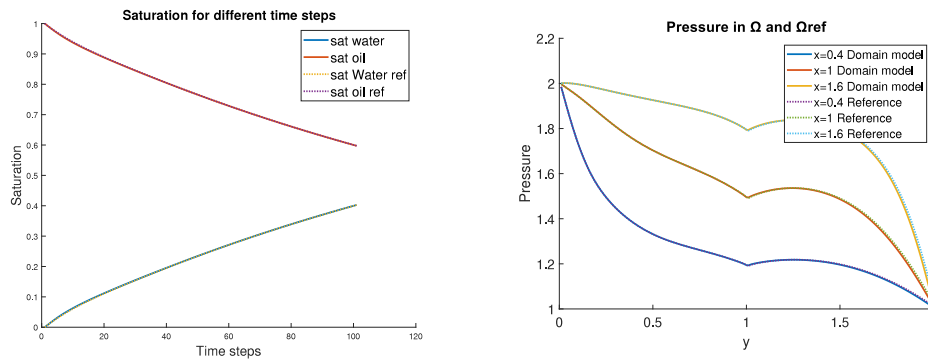 Saturation for different time steps
1
0.9
0.8
0.7
0.6
0.5
0.4
0.3
0.2
0.1
0
Saturation
sat water
sat oil
sat Water ref
sat oil ref
0 20 40 60 80 100 120
Time steps
Pressure in Ω and Ωref
2.2
2
1.8
1.6
1.4
1.2
1
Pressure
x=0.4 Domain model
x=1 Domain model
x=1.6 Domain model
x=0.4 Reference
x=1 Reference
x=1.6 Reference
0 0.5 1 1.5
y